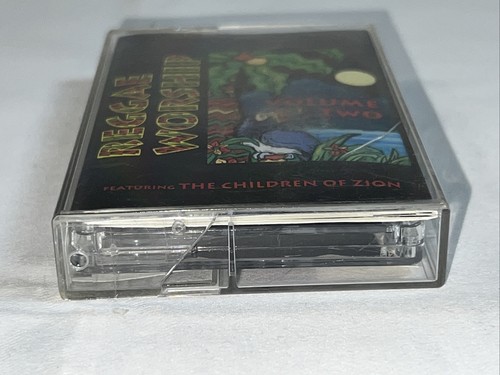 REGGAE
WORSHIP
VOLUME
TWO
FEATURING THE CHILDREN OF ZION